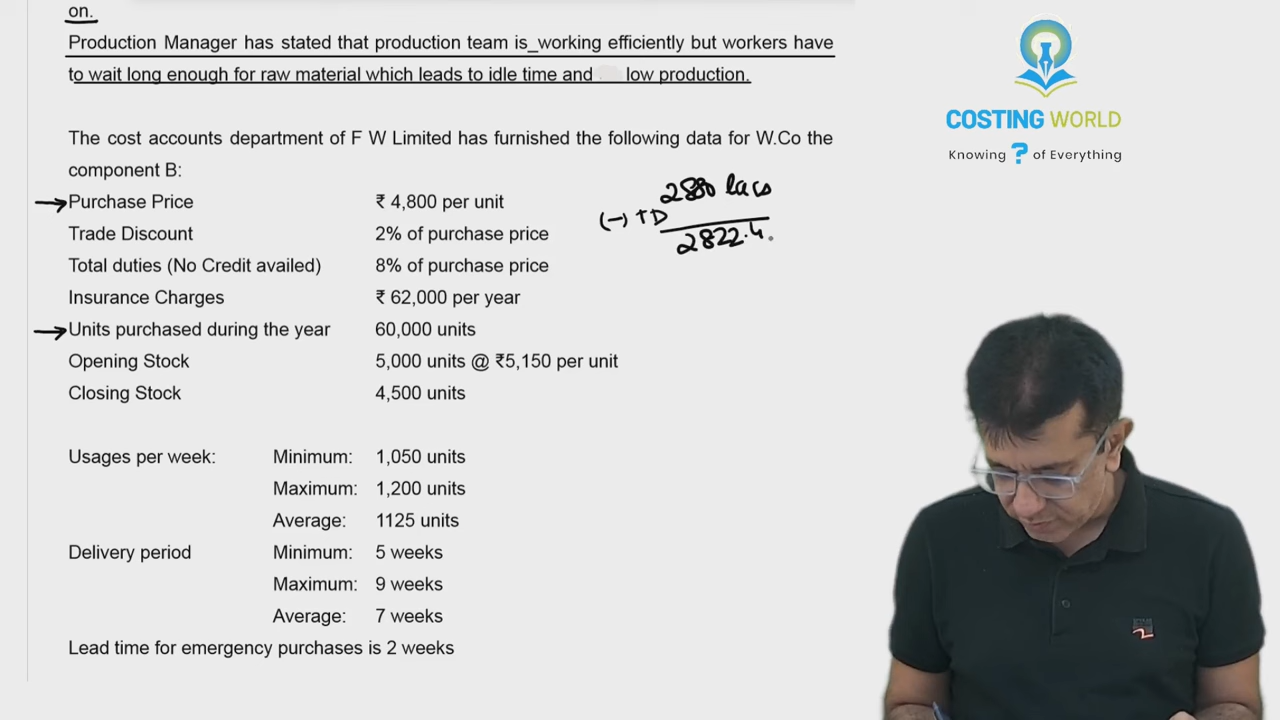 on.
Production Manager has stated that production team is_working efficiently but workers have
to wait long enough for raw material which leads to idle time and low production.
COSTING WORLD
Knowing ? of Everything
The cost accounts department of F W Limited has furnished the following data for W.Co the
component B:
Purchase Price ₹ 4,800 per unit
2880 lacs
Trade Discount 2% of purchase price
(-) TD
2822.4
Total duties (No Credit availed) 8% of purchase price
Insurance Charges ₹ 62,000 per year
Units purchased during the year 60,000 units
Opening Stock 5,000 units @ ₹5,150 per unit
Closing Stock 4,500 units
Usages per week: Minimum: 1,050 units
Maximum: 1,200 units
Average: 1125 units
Delivery period Minimum: 5 weeks
Maximum: 9 weeks
Average: 7 weeks
Lead time for emergency purchases is 2 weeks